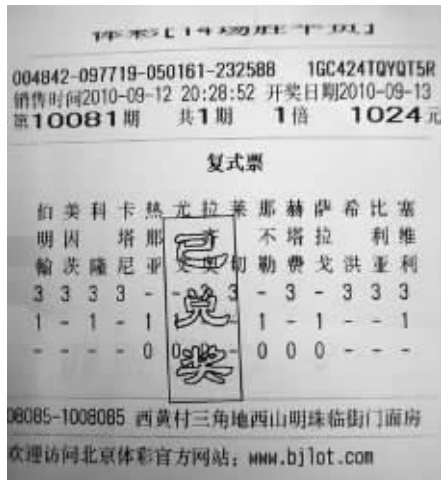 体彩[14场胜平负]
004842-097719-050161-232588 1GC424TQYQT5R
销售时间2010-09-12 20:28:52 开奖日期2010-09-13
第10081期 共1期 1倍 1024元
复式票
伯 美 科 卡 热 尤 拉 莱 那 赫 萨 希 比 塞
明 因 塔 那 齐 不 塔 拉 利 维
翰 茨 隆 尼 亚 文 奥 切 勒 费 戈 洪 亚 利
3 3 3 3 - - 3 - 3 - 3 3 3
1 - 1 - 1 1 - 1 - - 1
- - - - 0 0 - 0 0 0 - - -
已兑奖
08085-1008085 西黄村三角地西山明珠临街门面房
欢迎访问北京体彩官方网站：www.bjlot.com